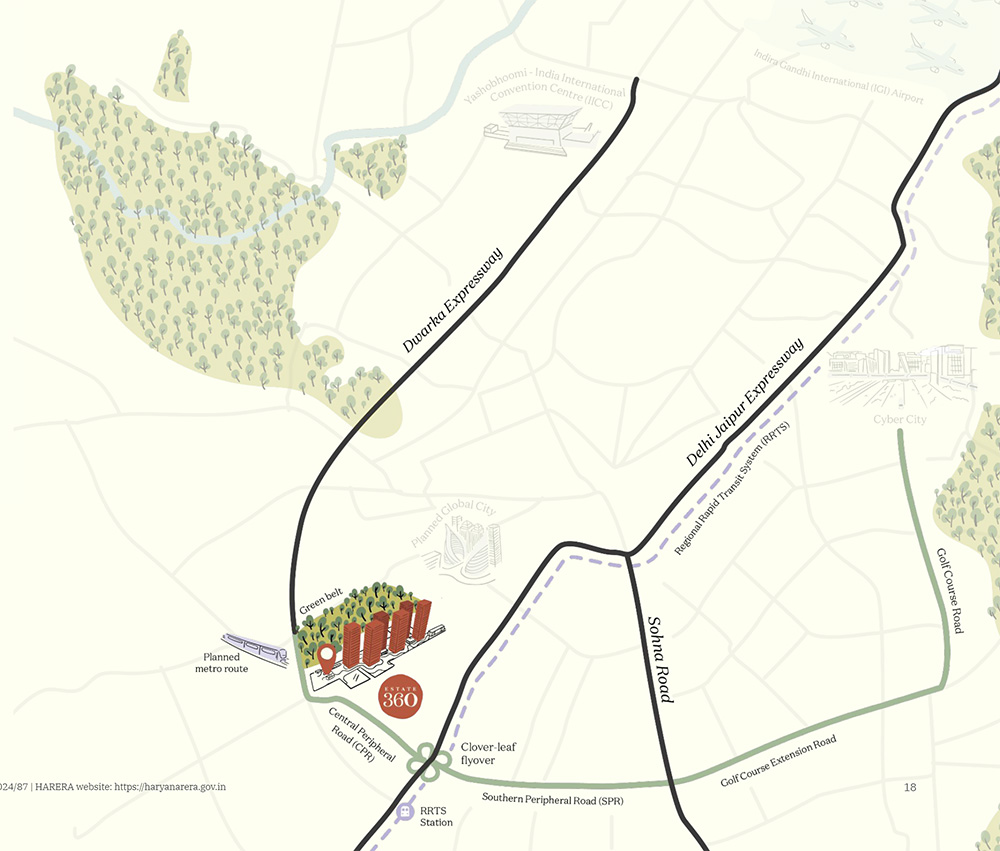 Yashobhoomi - India International
Convention Centre (IICC)
Indira Gandhi International (IGI) Airport
Dwarka Expressway
Delhi Jaipur Expressway
Regional Rapid Transit System (RRTS)
Cyber City
Planned Global City
Golf Course Road
Green belt
Planned
metro route
Sohna Road
ESTATE
360
Central Peripheral
Road (CPR)
Clover-leaf
flyover
Golf Course Extension Road
Southern Peripheral Road (SPR)
024/87 | HARERA website: https://haryanarera.gov.in
18
RRTS
Station